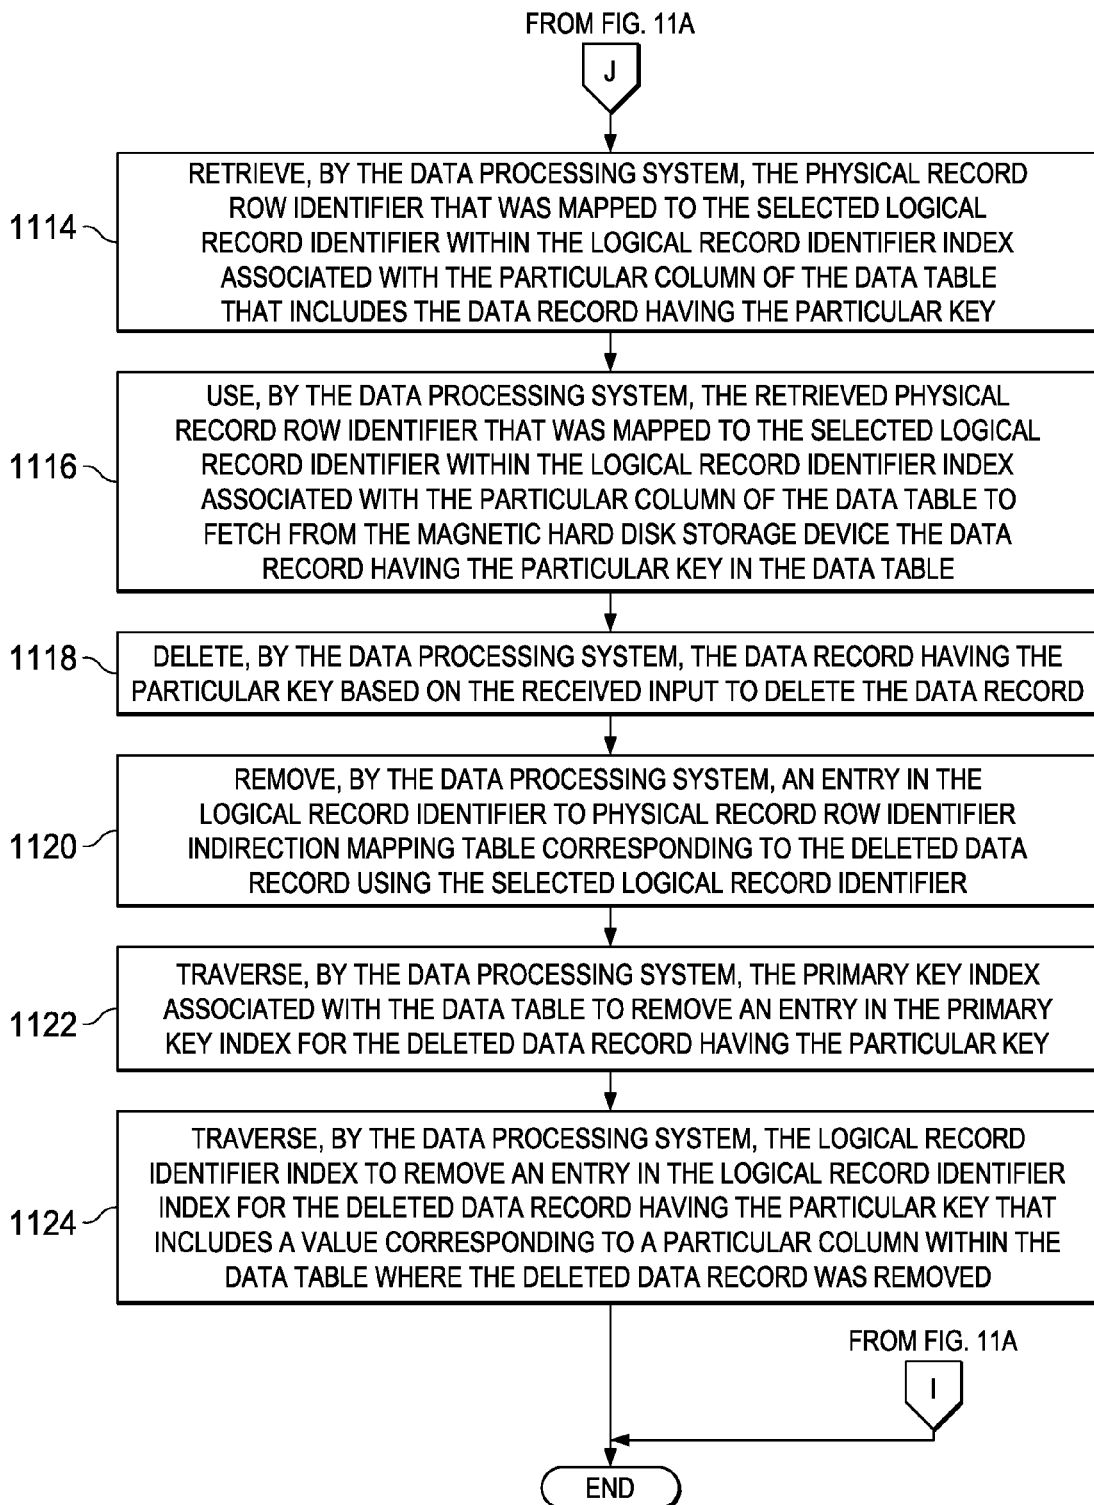 FROM FIG. 11A
J
1114
RETRIEVE, BY THE DATA PROCESSING SYSTEM, THE PHYSICAL RECORD
ROW IDENTIFIER THAT WAS MAPPED TO THE SELECTED LOGICAL
RECORD IDENTIFIER WITHIN THE LOGICAL RECORD IDENTIFIER INDEX
ASSOCIATED WITH THE PARTICULAR COLUMN OF THE DATA TABLE
THAT INCLUDES THE DATA RECORD HAVING THE PARTICULAR KEY
1116
USE, BY THE DATA PROCESSING SYSTEM, THE RETRIEVED PHYSICAL
RECORD ROW IDENTIFIER THAT WAS MAPPED TO THE SELECTED LOGICAL
RECORD IDENTIFIER WITHIN THE LOGICAL RECORD IDENTIFIER INDEX
ASSOCIATED WITH THE PARTICULAR COLUMN OF THE DATA TABLE TO
FETCH FROM THE MAGNETIC HARD DISK STORAGE DEVICE THE DATA
RECORD HAVING THE PARTICULAR KEY IN THE DATA TABLE
1118
DELETE, BY THE DATA PROCESSING SYSTEM, THE DATA RECORD HAVING THE
PARTICULAR KEY BASED ON THE RECEIVED INPUT TO DELETE THE DATA RECORD
1120
REMOVE, BY THE DATA PROCESSING SYSTEM, AN ENTRY IN THE
LOGICAL RECORD IDENTIFIER TO PHYSICAL RECORD ROW IDENTIFIER
INDIRECTION MAPPING TABLE CORRESPONDING TO THE DELETED DATA
RECORD USING THE SELECTED LOGICAL RECORD IDENTIFIER
1122
TRAVERSE, BY THE DATA PROCESSING SYSTEM, THE PRIMARY KEY INDEX
ASSOCIATED WITH THE DATA TABLE TO REMOVE AN ENTRY IN THE PRIMARY
KEY INDEX FOR THE DELETED DATA RECORD HAVING THE PARTICULAR KEY
1124
TRAVERSE, BY THE DATA PROCESSING SYSTEM, THE LOGICAL RECORD
IDENTIFIER INDEX TO REMOVE AN ENTRY IN THE LOGICAL RECORD IDENTIFIER
INDEX FOR THE DELETED DATA RECORD HAVING THE PARTICULAR KEY THAT
INCLUDES A VALUE CORRESPONDING TO A PARTICULAR COLUMN WITHIN THE
DATA TABLE WHERE THE DELETED DATA RECORD WAS REMOVED
FROM FIG. 11A
I
END